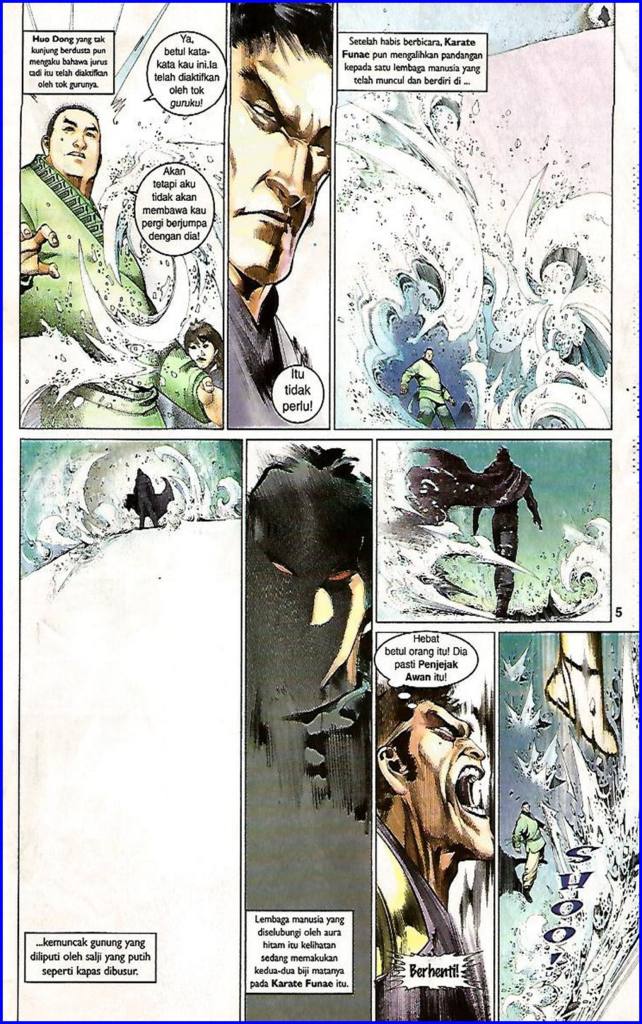 Huo Dong yang tak
kunjung berdusta pun
mengaku bahawa jurus
tadi itu telah diaktifkan
oleh tok gurunya.
Ya,
betul kata-
kata kau ini.Ia
telah diaktifkan
oleh tok
guruku!
Akan
tetapi aku
tidak akan
membawa kau
pergi berjumpa
dengan dia!
Itu
tidak
perlu!
Setelah habis berbicara, Karate
Funae pun mengalihkan pandangan
kepada satu lembaga manusia yang
telah muncul dan berdiri di ...
...kemuncak gunung yang
diliputi oleh salji yang putih
seperti kapas dibusur.
Lembaga manusia yang
diselubungi oleh aura
hitam itu kelihatan
sedang memakukan
kedua-dua biji matanya
pada Karate Funae itu.
5
Hebat
betul orang itu! Dia
pasti Penjejak
Awan itu!
Berhenti!
SHOO!